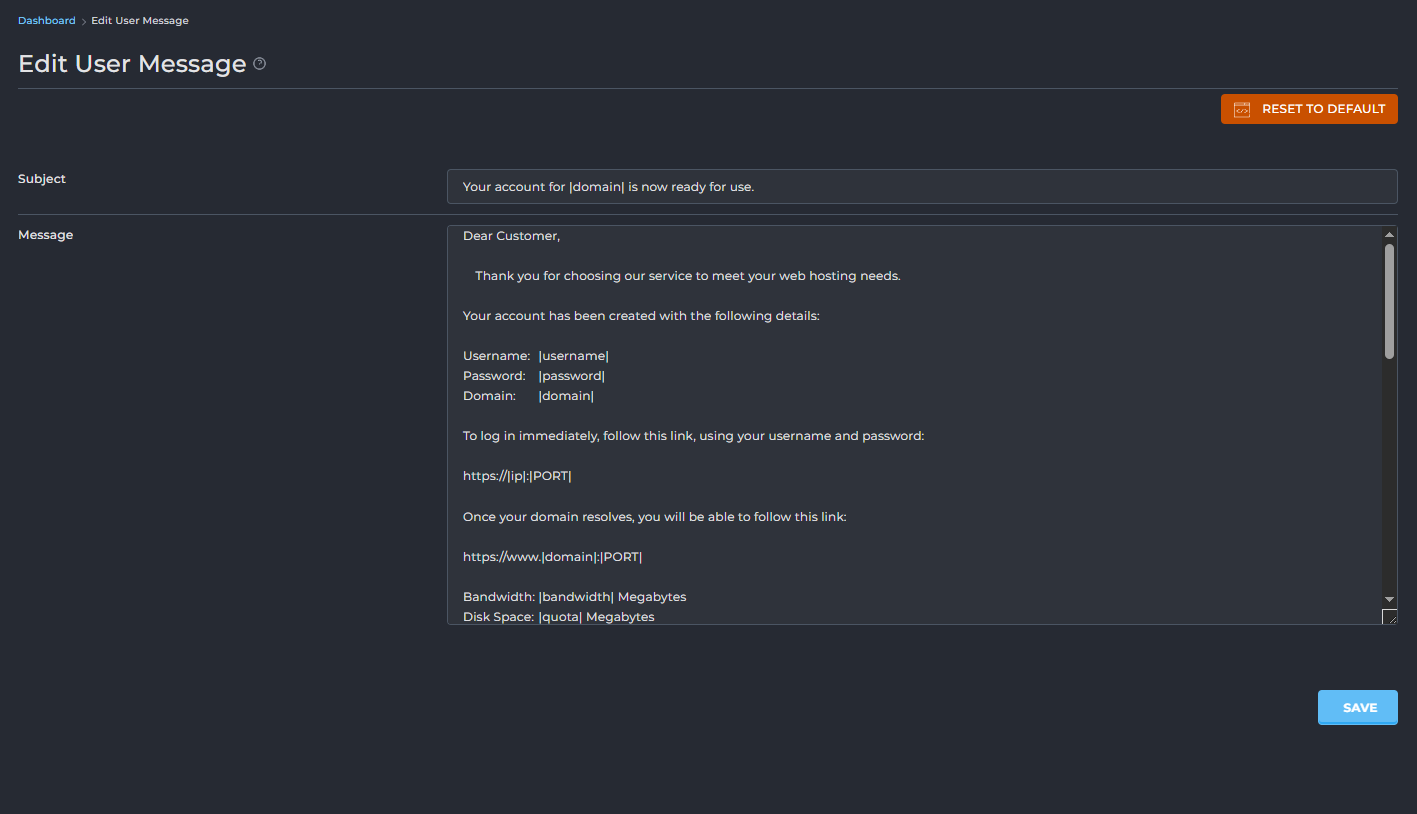 Dashboard > Edit User Message
Edit User Message ?
RESET TO DEFAULT
Subject
Your account for |domain| is now ready for use.
Message
Dear Customer,
Thank you for choosing our service to meet your web hosting needs.
Your account has been created with the following details:
Username: |username|
Password: |password|
Domain: |domain|
To log in immediately, follow this link, using your username and password:
https://|ip|:|PORT|
Once your domain resolves, you will be able to follow this link:
https://www.|domain|:|PORT|
Bandwidth: |bandwidth| Megabytes
Disk Space: |quota| Megabytes
SAVE